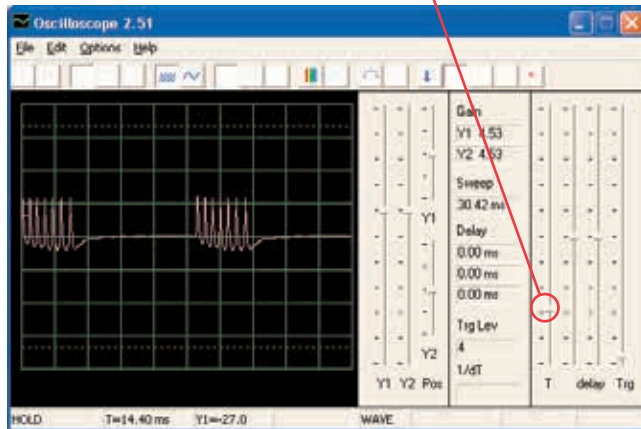 Oscilloscope 2.51
File Edit Options Help
Gain
Y1 4.53
Y2 4.53
Sweep
30.42 ms
Y1
Delay
0.00 ms
0.00 ms
0.00 ms
Trg Lev
4
Y2
1/dT
Y1 Y2 Pos T delay Trg
HOLD T=14.40 ms Y1=-27.0 WAVE